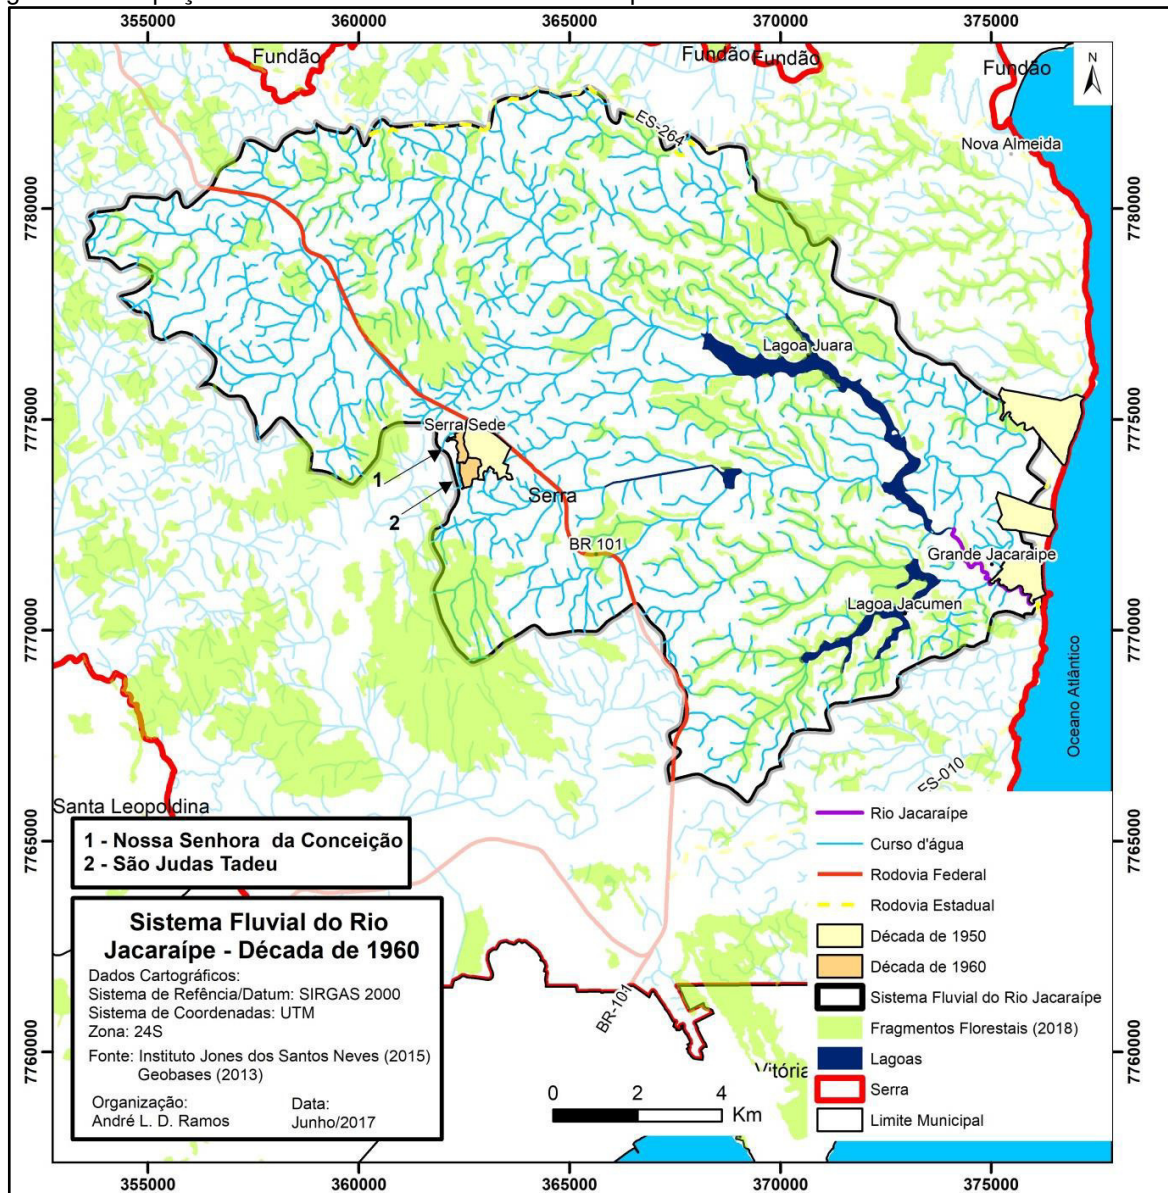 355000 360000 365000 370000 375000
Fundão
Fundão
Fundão
Fundão
N
ES-264
Nova Almeida
7780000
7780000
Lagoa Juara
7775000
7775000
Serra Sede
1
Serra
2
BR 101
Grande Jacaraípe
Lagoa Jacumen
7770000
7770000
Oceano Atlântico
ES-010
Santa Leopoldina
7765000
7765000
1 - Nossa Senhora da Conceição
2 - São Judas Tadeu
Sistema Fluvial do Rio
Jacaraípe - Década de 1960
Dados Cartográficos:
Sistema de Refência/Datum: SIRGAS 2000
Sistema de Coordenadas: UTM
Zona: 24S
Fonte: Instituto Jones dos Santos Neves (2015)
Geobases (2013)
Organização:
André L. D. Ramos
Data:
Junho/2017
BR-101
7760000
7760000
Vitória
0 2 4
Km
Rio Jacaraípe
Curso d'água
Rodovia Federal
Rodovia Estadual
Década de 1950
Década de 1960
Sistema Fluvial do Rio Jacaraípe
Fragmentos Florestais (2018)
Lagoas
Serra
Limite Municipal
355000 360000 365000 370000 375000